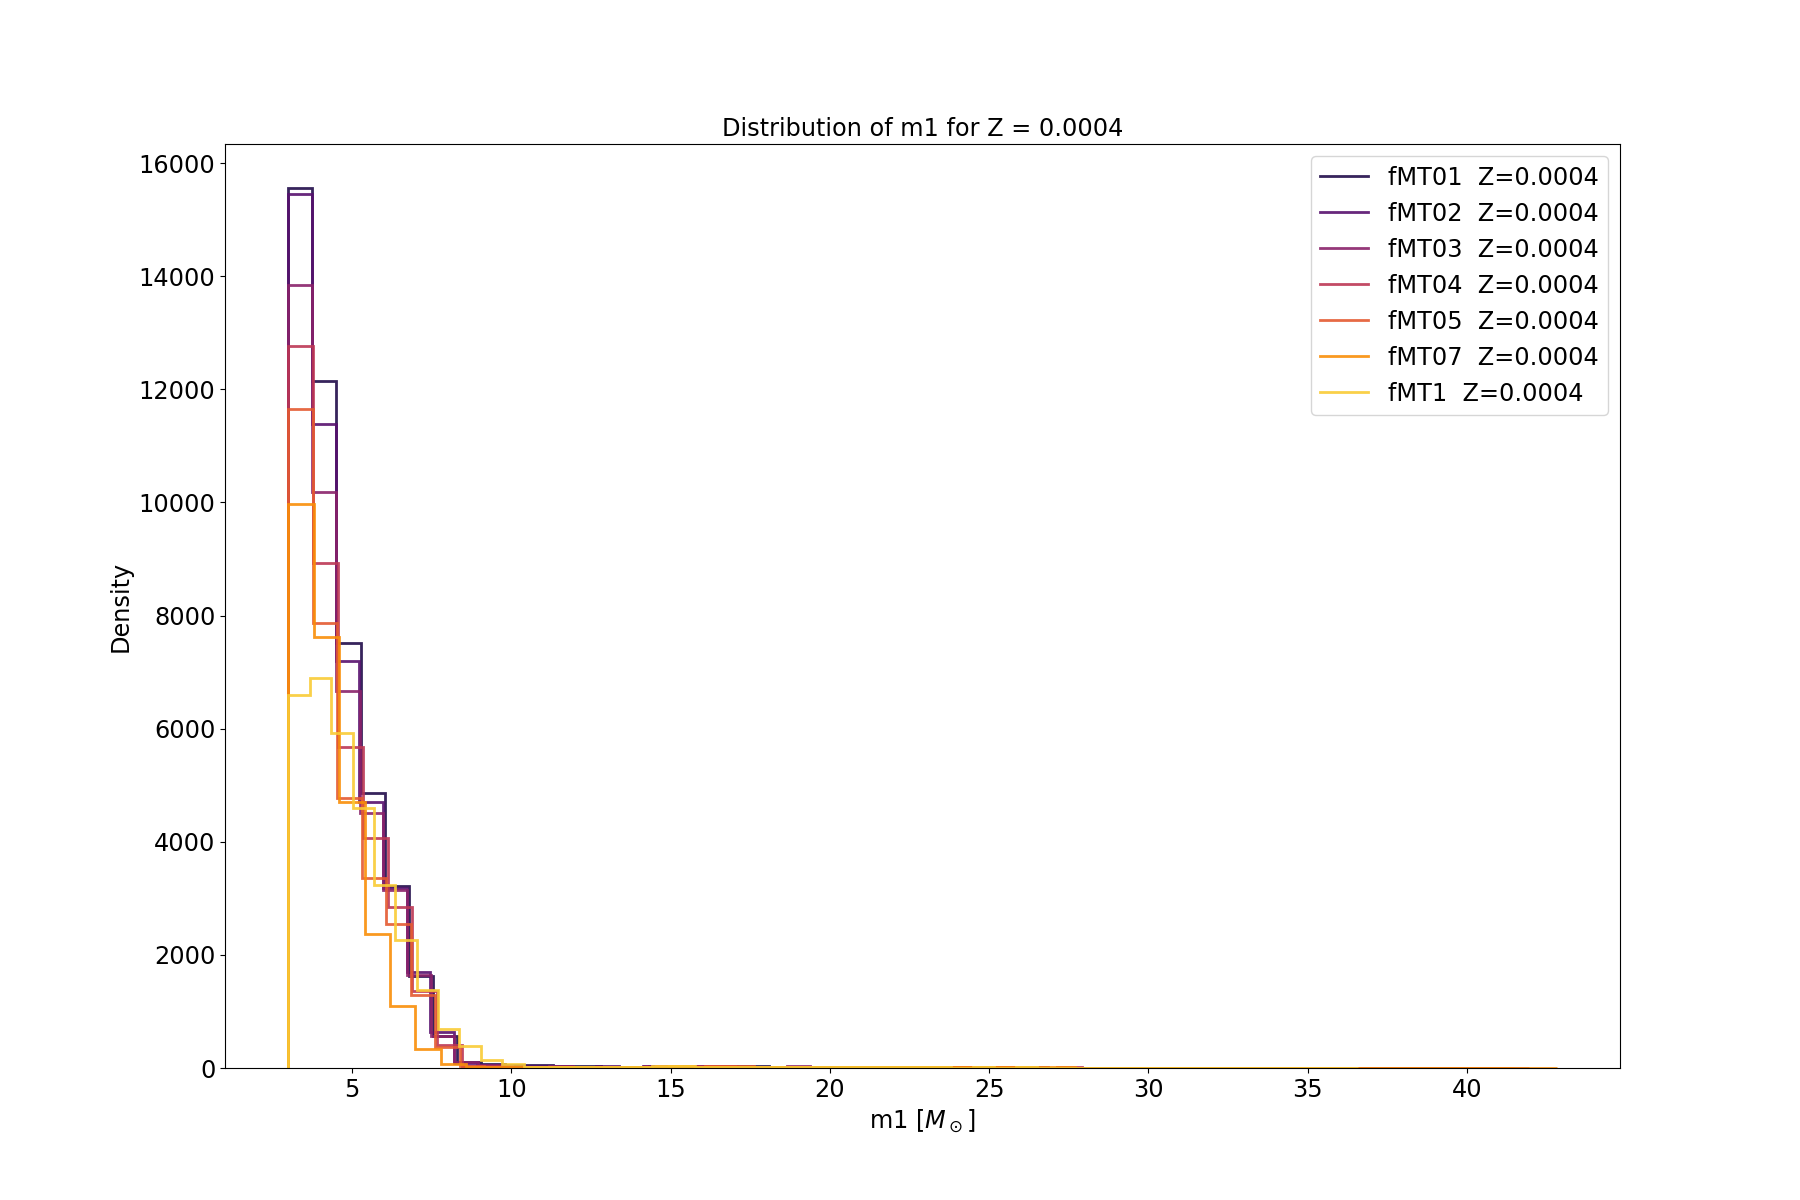 Distribution of m1 for Z = 0.0004
16000
14000
12000
10000
8000
6000
4000
2000
0
Density
fMT01  Z=0.0004
fMT02  Z=0.0004
fMT03  Z=0.0004
fMT04  Z=0.0004
fMT05  Z=0.0004
fMT07  Z=0.0004
fMT1  Z=0.0004
5 10 15 20 25 30 35 40
m1 [M⊙]